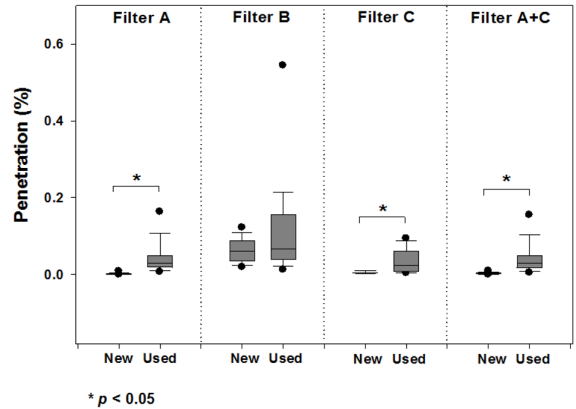 Filter A Filter B Filter C Filter A+C
Penetration (%)
0.6
0.4
0.2
0.0
*
*
*
New Used New Used New Used New Used
* p < 0.05